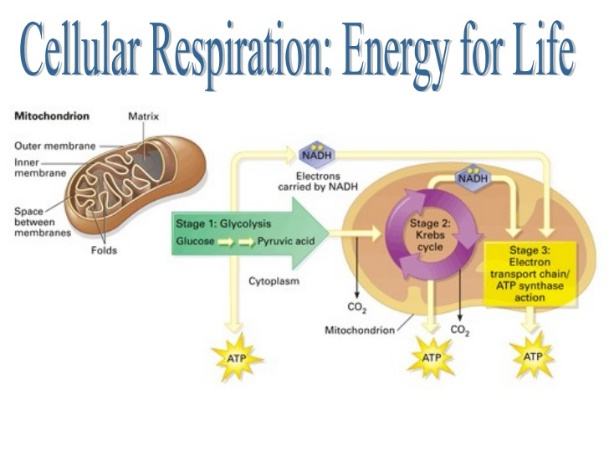 Cellular Respiration: Energy for Life
Mitochondrion
Matrix
Outer membrane
Inner
membrane
Space
between
membranes
Folds
NADH
Electrons
carried by NADH
NADH
Stage 1: Glycolysis
Glucose
Pyruvic acid
Stage 2:
Krebs
cycle
Stage 3:
Electron
transport chain/
ATP synthase
action
Cytoplasm
CO₂
Mitochondrion
CO₂
ATP
ATP
ATP